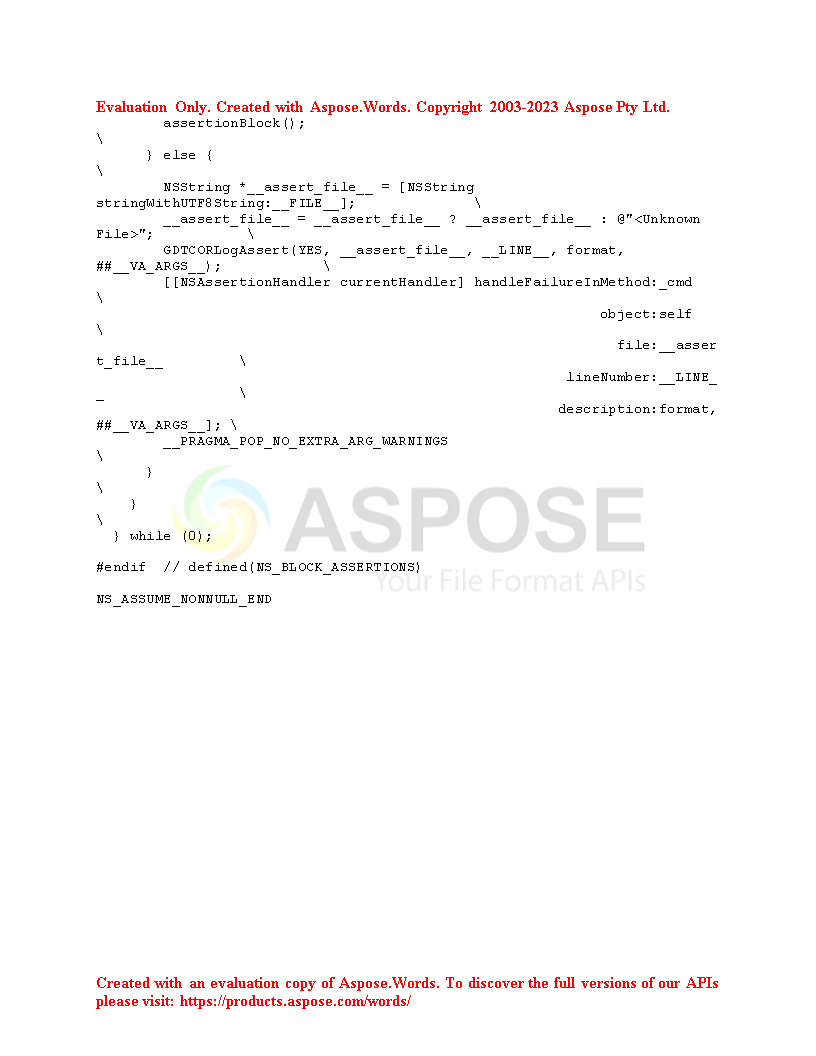 Evaluation Only. Created with Aspose.Words. Copyright 2003-2023 Aspose Pty Ltd.
        assertionBlock();
\
      } else {
\
        NSString *__assert_file__ = [NSString
stringWithUTF8String:__FILE__];              \
        __assert_file__ = __assert_file__ ? __assert_file__ : @"<Unknown
File>";           \
        GDTCORLogAssert(YES, __assert_file__, __LINE__, format,
##__VA_ARGS__);            \
        [[NSAssertionHandler currentHandler] handleFailureInMethod:_cmd
\
                                                            object:self
\
                                                              file:__asser
t_file__         \
                                                        lineNumber:__LINE_
_                \
                                                       description:format,
##__VA_ARGS__]; \
        __PRAGMA_POP_NO_EXTRA_ARG_WARNINGS
\
      }
\
    }
\
  } while (0);
ASPOSE
#endif  // defined(NS_BLOCK_ASSERTIONS)
Your File Format APIs
NS_ASSUME_NONNULL_END
Created with an evaluation copy of Aspose.Words. To discover the full versions of our APIs
please visit: https://products.aspose.com/words/